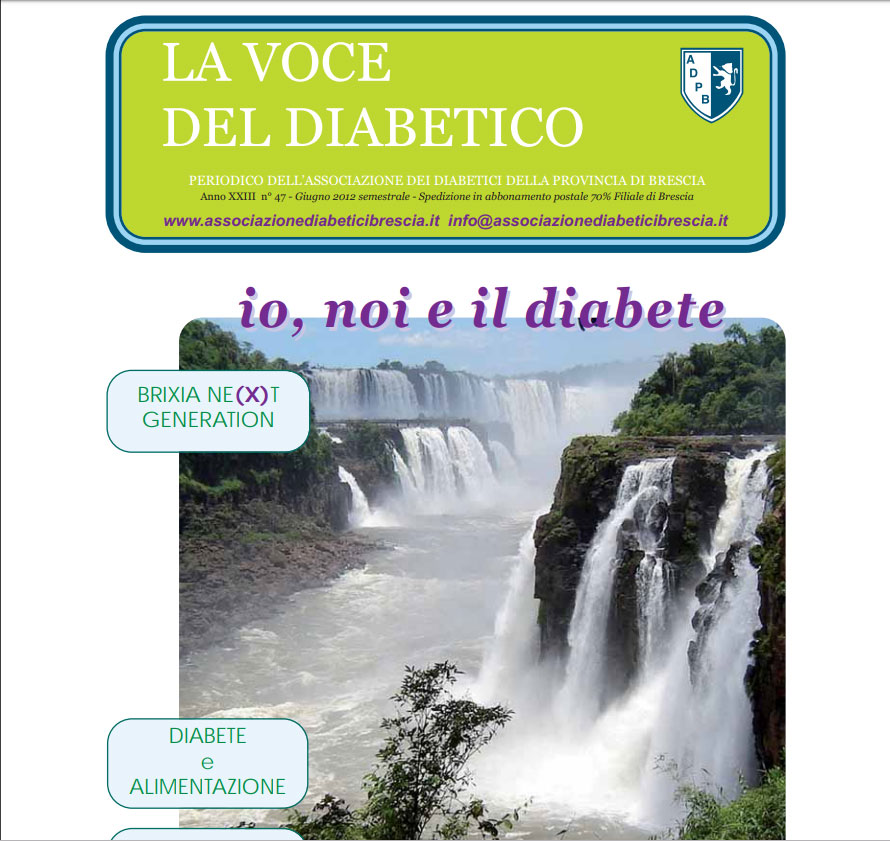 LA VOCE
DEL DIABETICO
A
D
P
B
PERIODICO DELL'ASSOCIAZIONE DEI DIABETICI DELLA PROVINCIA DI BRESCIA
Anno XXIII n° 47 - Giugno 2012 semestrale - Spedizione in abbonamento postale 70% Filiale di Brescia
www.associazionediabeticibrescia.it info@associazionediabeticibrescia.it
io, noi e il diabete
BRIXIA NE(X)T
GENERATION
DIABETE
e
ALIMENTAZIONE